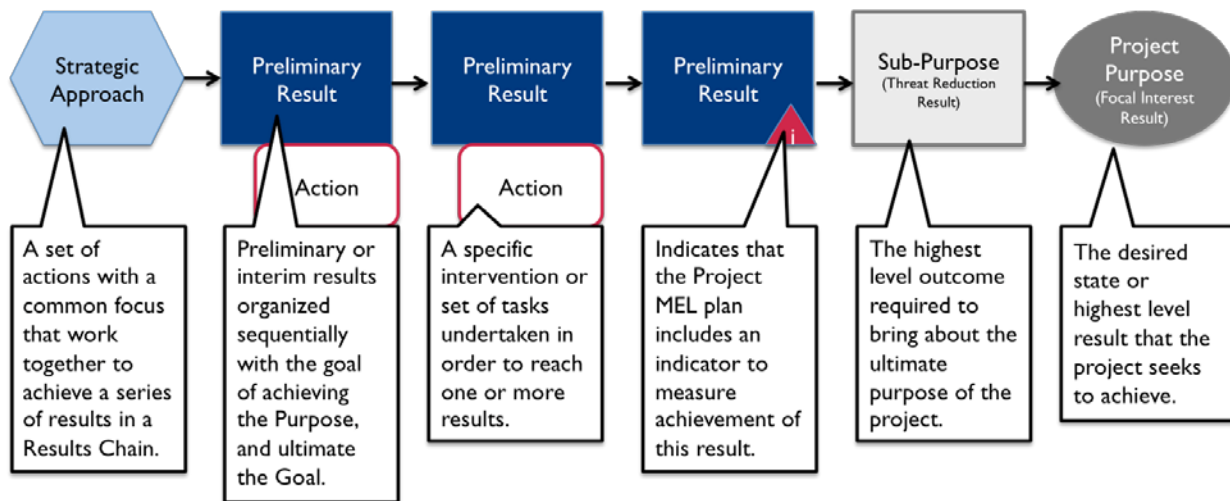 Strategic
Approach
Preliminary
Result
Preliminary
Result
Preliminary
Result
i
Sub-Purpose
(Threat Reduction
Result)
Project
Purpose
(Focal Interest
Result)
Action
Action
A set of
actions with a
common focus
that work
together to
achieve a series
of results in a
Results Chain.
Preliminary or
interim results
organized
sequentially
with the goal
of achieving
the Purpose,
and ultimate
the Goal.
A specific
intervention or
set of tasks
undertaken in
order to reach
one or more
results.
Indicates that
the Project
MEL plan
includes an
indicator to
measure
achievement of
this result.
The highest
level outcome
required to
bring about the
ultimate
purpose of the
project.
The desired
state or
highest level
result that the
project seeks
to achieve.